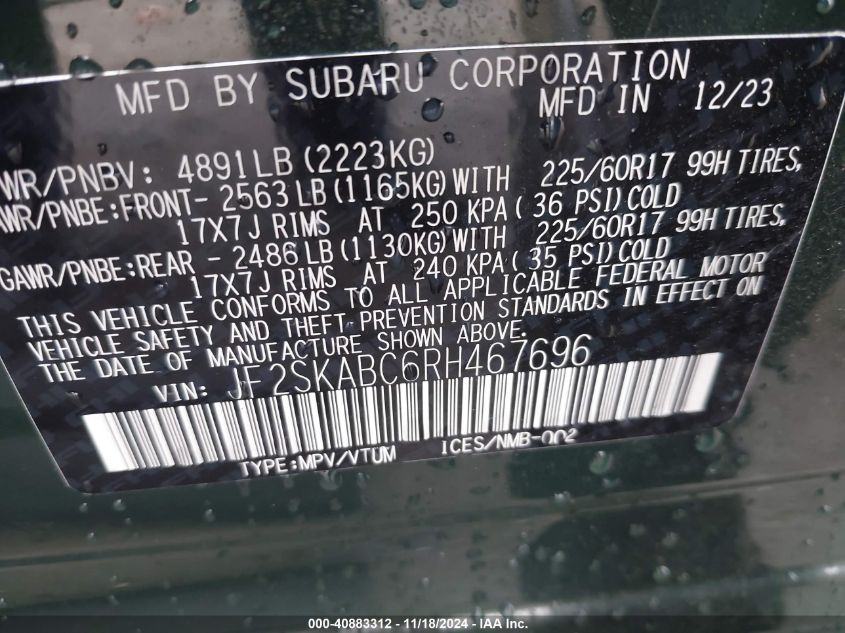 MFD BY SUBARU CORPORATION
MFD IN 12/23
WR/PNBV: 4891LB (2223KG)
WR/PNBE:FRONT- 2563 LB (1165KG) WITH 225/60R17 99H TIRES,
17X7J RIMS AT 250 KPA( 36 PSI)COLD
GAWR/PNBE:REAR - 2486 LB (1130KG) WITH 225/60R17 99H TIRES,
17X7J RIMS AT 240 KPA( 35 PSI)COLD
THIS VEHICLE CONFORMS TO ALL APPLICABLE FEDERAL MOTOR
VEHICLE SAFETY AND THEFT PREVENTION STANDARDS IN EFFECT ON
THE DATE OF MANUFACTURE SHOWN ABOVE.
VIN: JF2SKABC6RH467696
TYPE:MPV/VTUM ICES/NMB-002
000-40883312 - 11/18/2024 - IAA Inc.